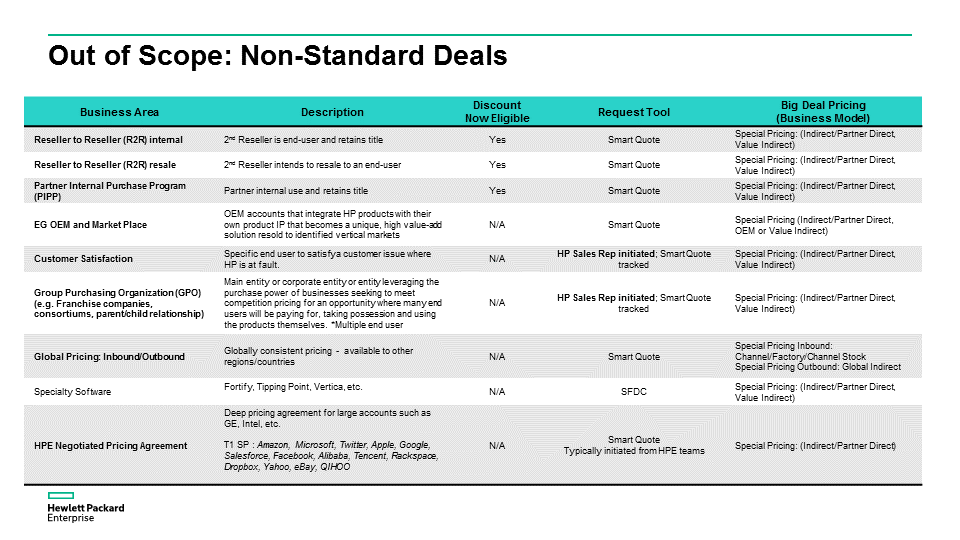 Out of Scope: Non-Standard Deals
Business Area
Description
Discount
Now Eligible
Request Tool
Big Deal Pricing
(Business Model)
Reseller to Reseller (R2R) internal
2nd Reseller is end-user and retains title
Yes
Smart Quote
Special Pricing: (Indirect/Partner Direct,
Value Indirect)
Reseller to Reseller (R2R) resale
2nd Reseller intends to resale to an end-user
Yes
Smart Quote
Special Pricing: (Indirect/Partner Direct,
Value Indirect)
Partner Internal Purchase Program
(PIPP)
Partner internal use and retains title
Yes
Smart Quote
Special Pricing: (Indirect/Partner Direct,
Value Indirect)
EG OEM and Market Place
OEM accounts that integrate HP products with their
own product IP that becomes a unique, high value-add
solution resold to identified vertical markets
N/A
Smart Quote
Special Pricing (Indirect/Partner Direct,
OEM or Value Indirect)
Customer Satisfaction
Specific end user to satisfy a customer issue where
HP is at fault.
N/A
HP Sales Rep initiated; SmartQuote
tracked
Special Pricing: (Indirect/Partner Direct,
Value Indirect)
Group Purchasing Organization (GPO)
(e.g. Franchise companies,
consortiums, parent/child relationship)
Main entity or corporate entity or entity leveraging the
purchase power of businesses seeking to meet
competition pricing for an opportunity where many end
users will be paying for, taking possession and using
the products themselves. *Multiple end user
N/A
HP Sales Rep initiated; SmartQuote
tracked
Special Pricing: (Indirect/Partner Direct,
Value Indirect)
Global Pricing: Inbound/Outbound
Globally consistent pricing - available to other
regions/countries
N/A
Smart Quote
Special Pricing Inbound:
Channel/Factory/Channel Stock
Special Pricing Outbound: Global Indirect
Specialty Software
Fortify, Tipping Point, Vertica, etc.
N/A
SFDC
Special Pricing: (Indirect/Partner Direct,
Value Indirect)
HPE Negotiated Pricing Agreement
Deep pricing agreement for large accounts such as
GE, Intel, etc.
T1 SP : Amazon, Microsoft, Twitter, Apple, Google,
Salesforce, Facebook, Alibaba, Tencent, Rackspace,
Dropbox, Yahoo, eBay, QIHOO
N/A
Smart Quote
Typically initiated from HPE teams
Special Pricing: (Indirect/Partner Direct)
Hewlett Packard
Enterprise